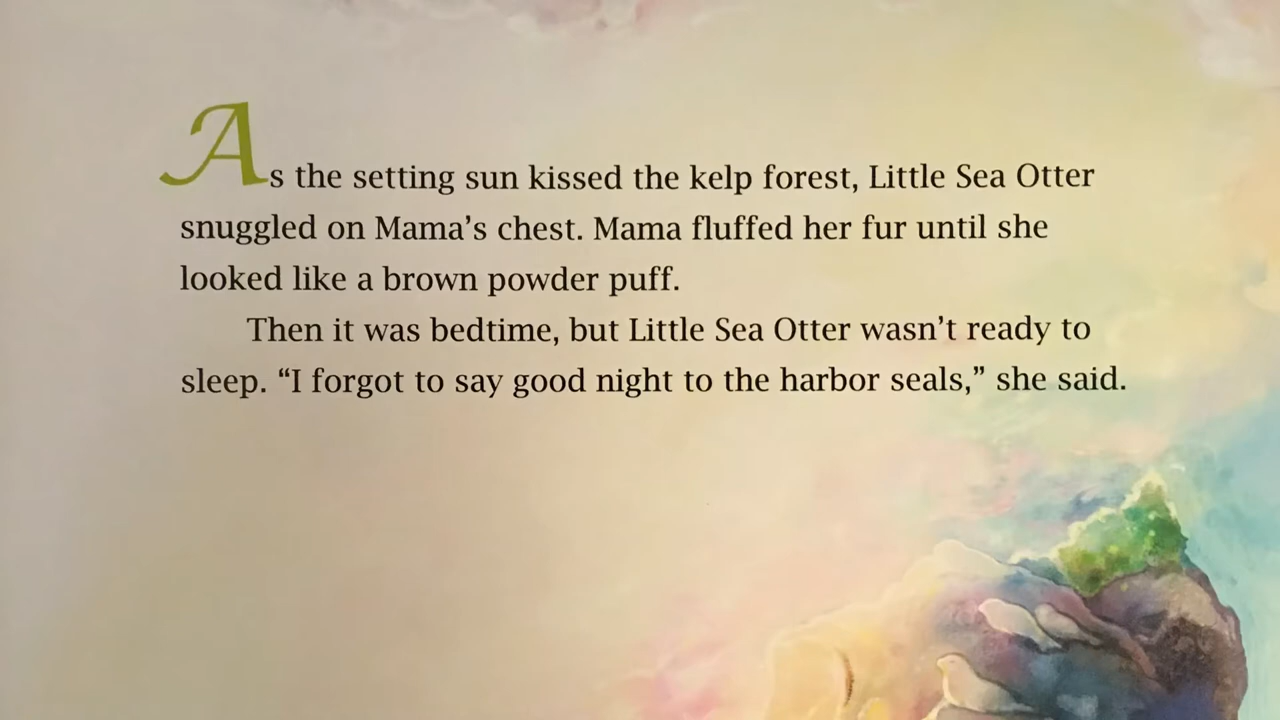 As the setting sun kissed the kelp forest, Little Sea Otter
snuggled on Mama’s chest. Mama fluffed her fur until she
looked like a brown powder puff.
Then it was bedtime, but Little Sea Otter wasn’t ready to
sleep. “I forgot to say good night to the harbor seals,” she said.